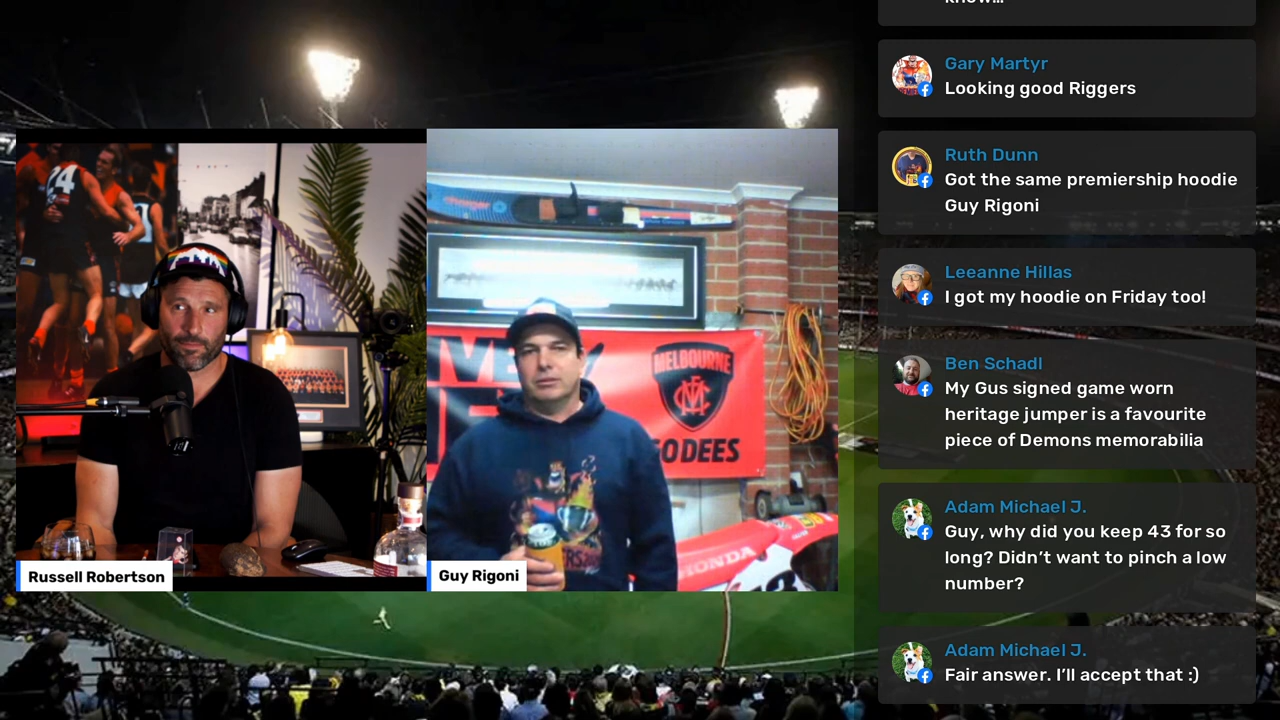 know...
Gary Martyr
Looking good Riggers
Ruth Dunn
Got the same premiership hoodie
Guy Rigoni
Leeanne Hillas
I got my hoodie on Friday too!
Ben Schadl
My Gus signed game worn
heritage jumper is a favourite
piece of Demons memorabilia
Adam Michael J.
Guy, why did you keep 43 for so
long? Didn't want to pinch a low
number?
Adam Michael J.
Fair answer. I'll accept that :)
24
MELBOURNE
GO DEES
HONDA
Russell Robertson
Guy Rigoni